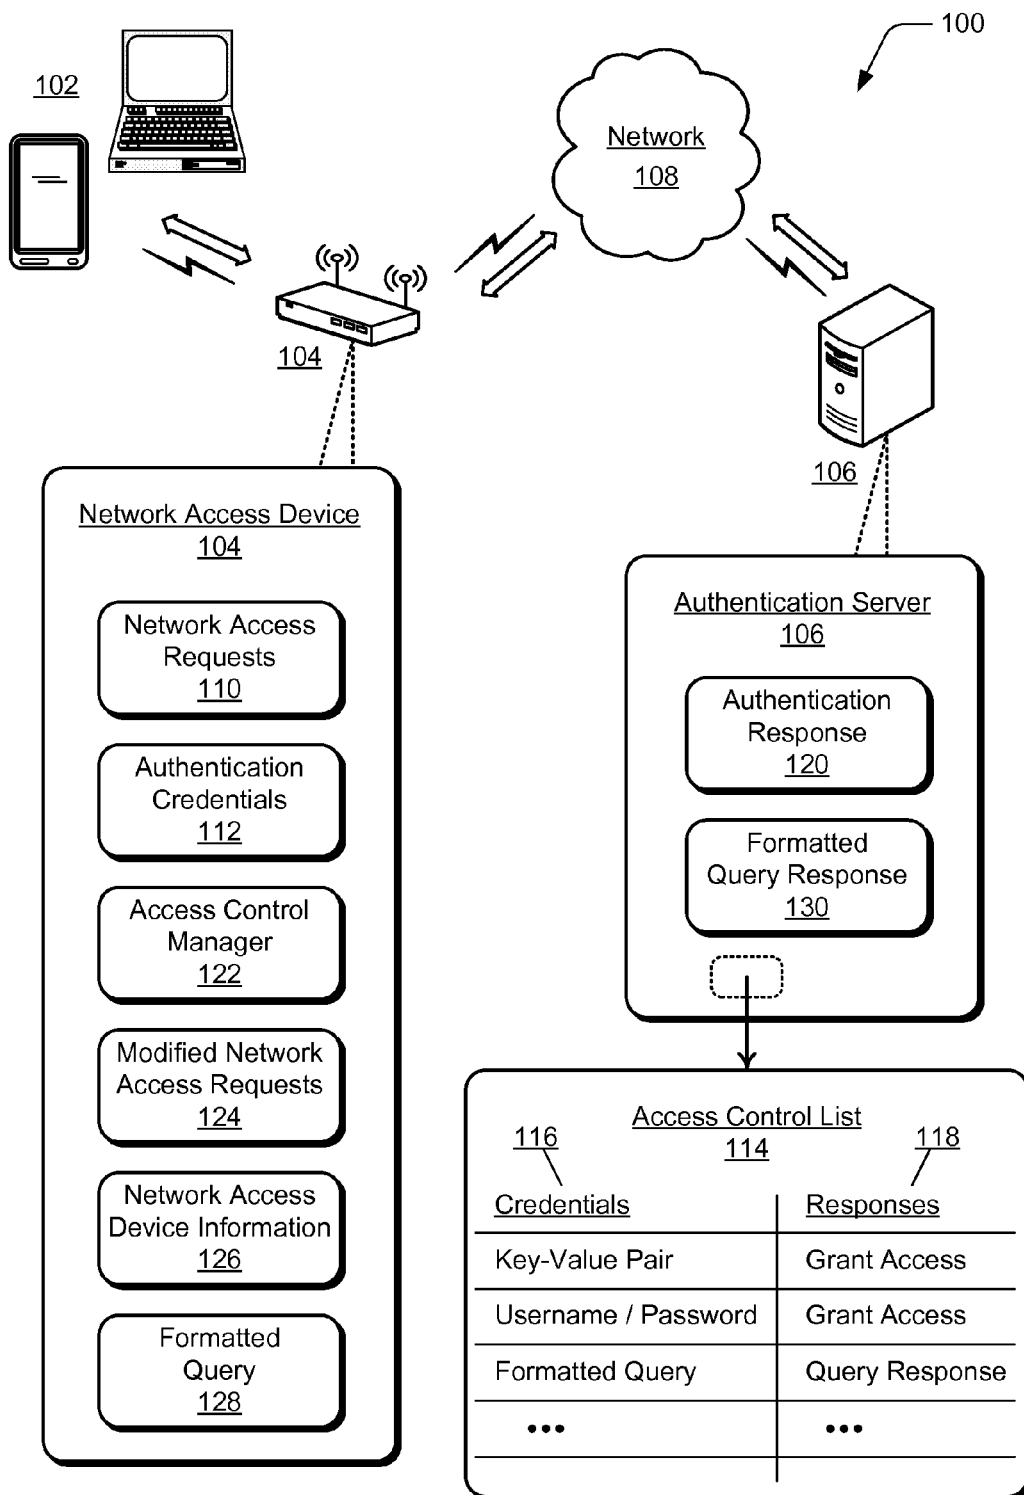 100
102
Network
108
104
106
Network Access Device
104
Network Access
Requests
110
Authentication
Credentials
112
Access Control
Manager
122
Modified Network
Access Requests
124
Network Access
Device Information
126
Formatted
Query
128
Authentication Server
106
Authentication
Response
120
Formatted
Query Response
130
Access Control List
114
116
118
Credentials
Responses
Key-Value Pair
Grant Access
Username / Password
Grant Access
Formatted Query
Query Response
•••
•••